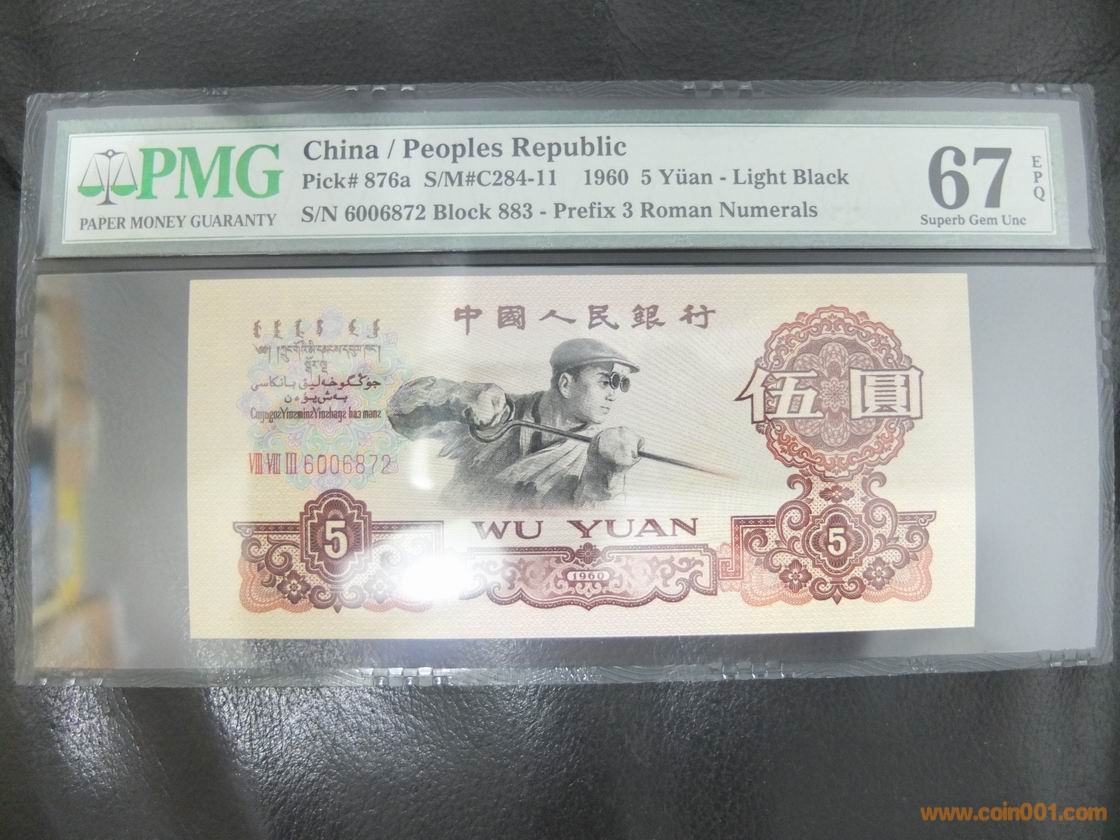 PMG
PAPER MONEY GUARANTY
China / Peoples Republic
Pick# 876a S/M#C284-11 1960 5 Yüan - Light Black
S/N 6006872 Block 883 - Prefix 3 Roman Numerals
67
EPQ
Superb Gem Unc
中國人民銀行
伍圓
VIII VIII III 6006872
5
WU YUAN
1960
5
www.coin001.com